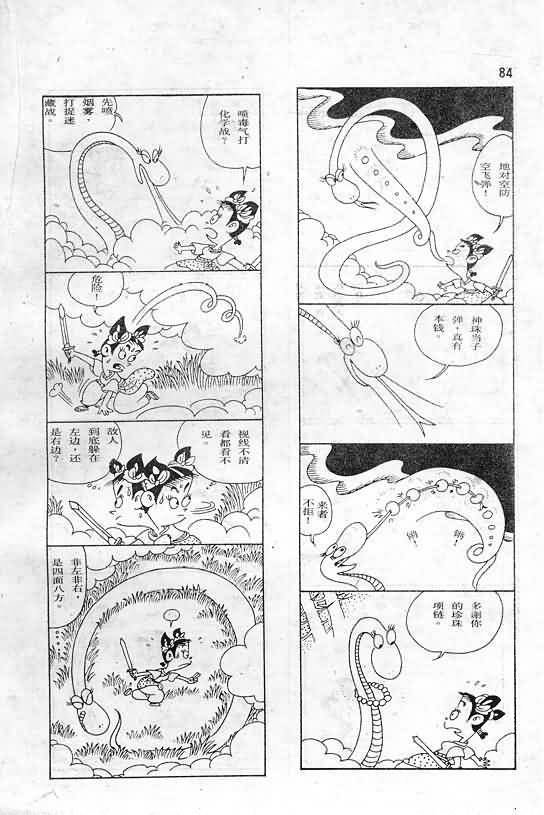 84
地对空防
空飞弹！
神珠当子
弹，真有
本钱。
来者
不拒！
多謝你
的珍珠
项链。
喷毒气打
化学战？
先喷
烟雾，
打捉迷
藏战。
危险！
视线不清
看都看不
见。
敌人
到底躲在
左边，还
是右边？
非左非右，
是四面八方。